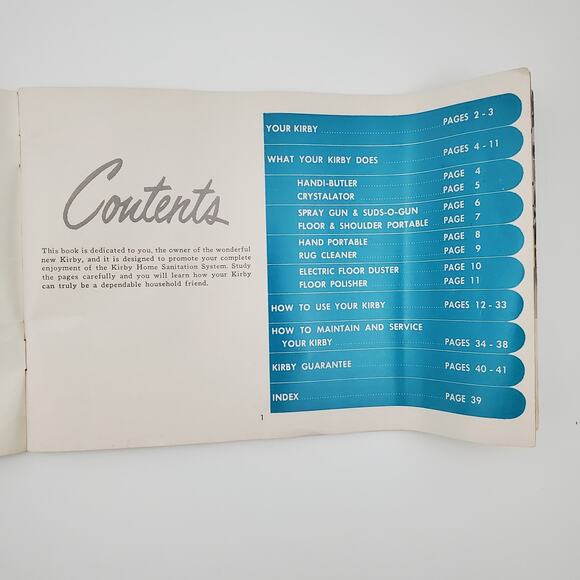 Contents
This book is dedicated to you, the owner of the wonderful
new Kirby, and it is designed to promote your complete
enjoyment of the Kirby Home Sanitation System. Study
the pages carefully and you will learn how your Kirby
can truly be a dependable household friend.
YOUR KIRBY PAGES 2 - 3
WHAT YOUR KIRBY DOES PAGES 4 - 11
HANDI-BUTLER PAGE 4
CRYSTALATOR PAGE 5
SPRAY GUN & SUDS-O-GUN PAGE 6
FLOOR & SHOULDER PORTABLE PAGE 7
HAND PORTABLE PAGE 8
RUG CLEANER PAGE 9
ELECTRIC FLOOR DUSTER PAGE 10
FLOOR POLISHER PAGE 11
HOW TO USE YOUR KIRBY PAGES 12 - 33
HOW TO MAINTAIN AND SERVICE
YOUR KIRBY PAGES 34 - 38
KIRBY GUARANTEE PAGES 40 - 41
INDEX PAGE 39
1